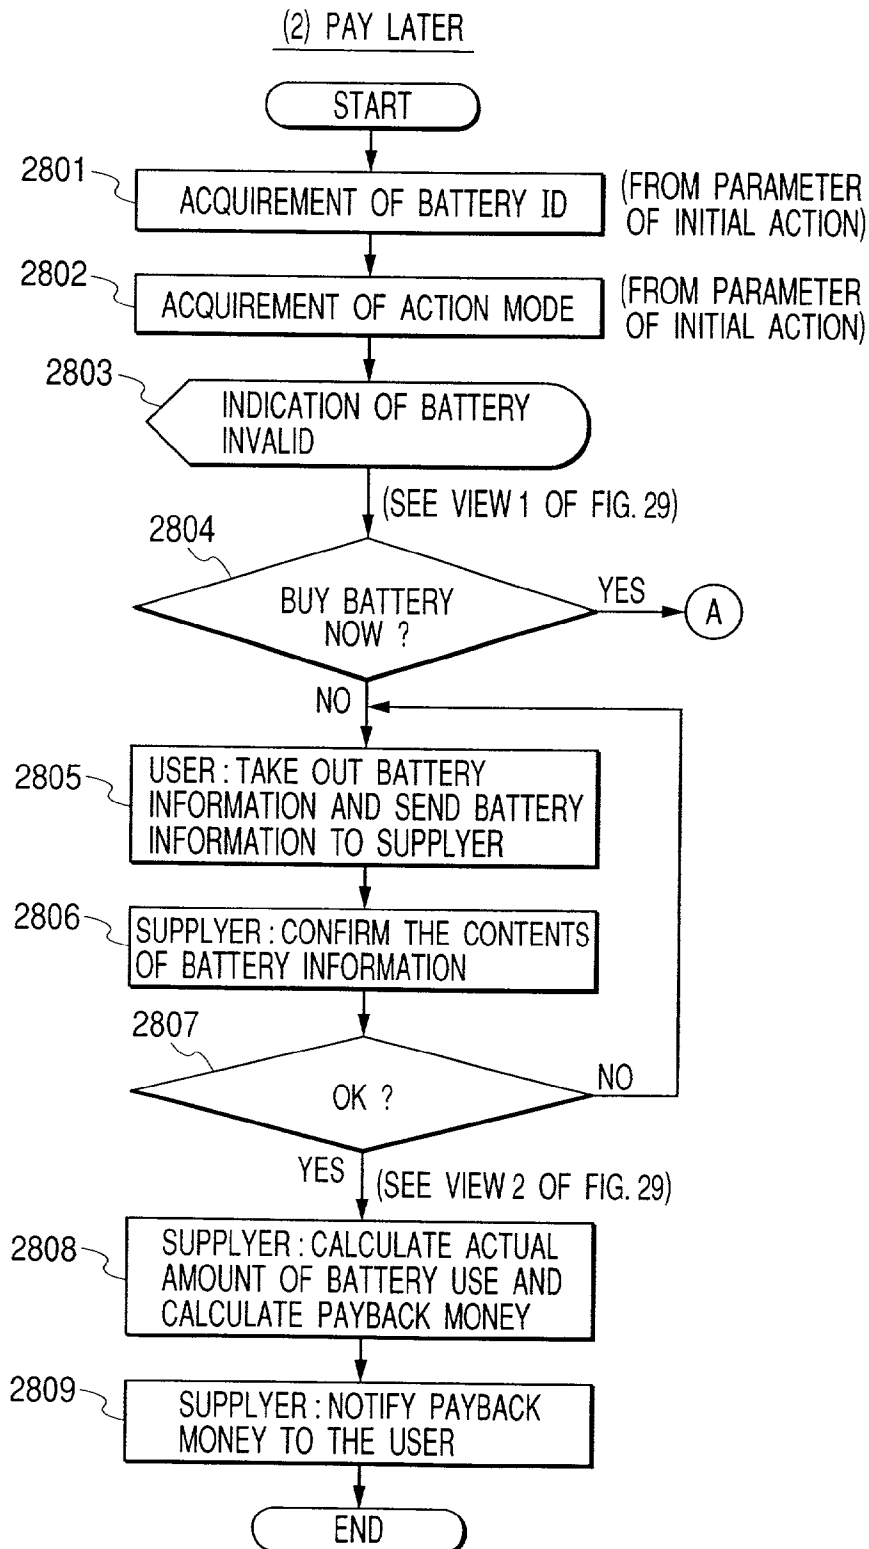 (2) PAY LATER
START
2801
ACQUIREMENT OF BATTERY ID
(FROM PARAMETER
OF INITIAL ACTION)
2802
ACQUIREMENT OF ACTION MODE
(FROM PARAMETER
OF INITIAL ACTION)
2803
INDICATION OF BATTERY
INVALID
(SEE VIEW 1 OF FIG. 29)
2804
BUY BATTERY
NOW ?
YES
A
NO
2805
USER : TAKE OUT BATTERY
INFORMATION AND SEND BATTERY
INFORMATION TO SUPPLYER
2806
SUPPLYER : CONFIRM THE CONTENTS
OF BATTERY INFORMATION
2807
OK ?
NO
YES
(SEE VIEW 2 OF FIG. 29)
2808
SUPPLYER : CALCULATE ACTUAL
AMOUNT OF BATTERY USE AND
CALCULATE PAYBACK MONEY
2809
SUPPLYER : NOTIFY PAYBACK
MONEY TO THE USER
END